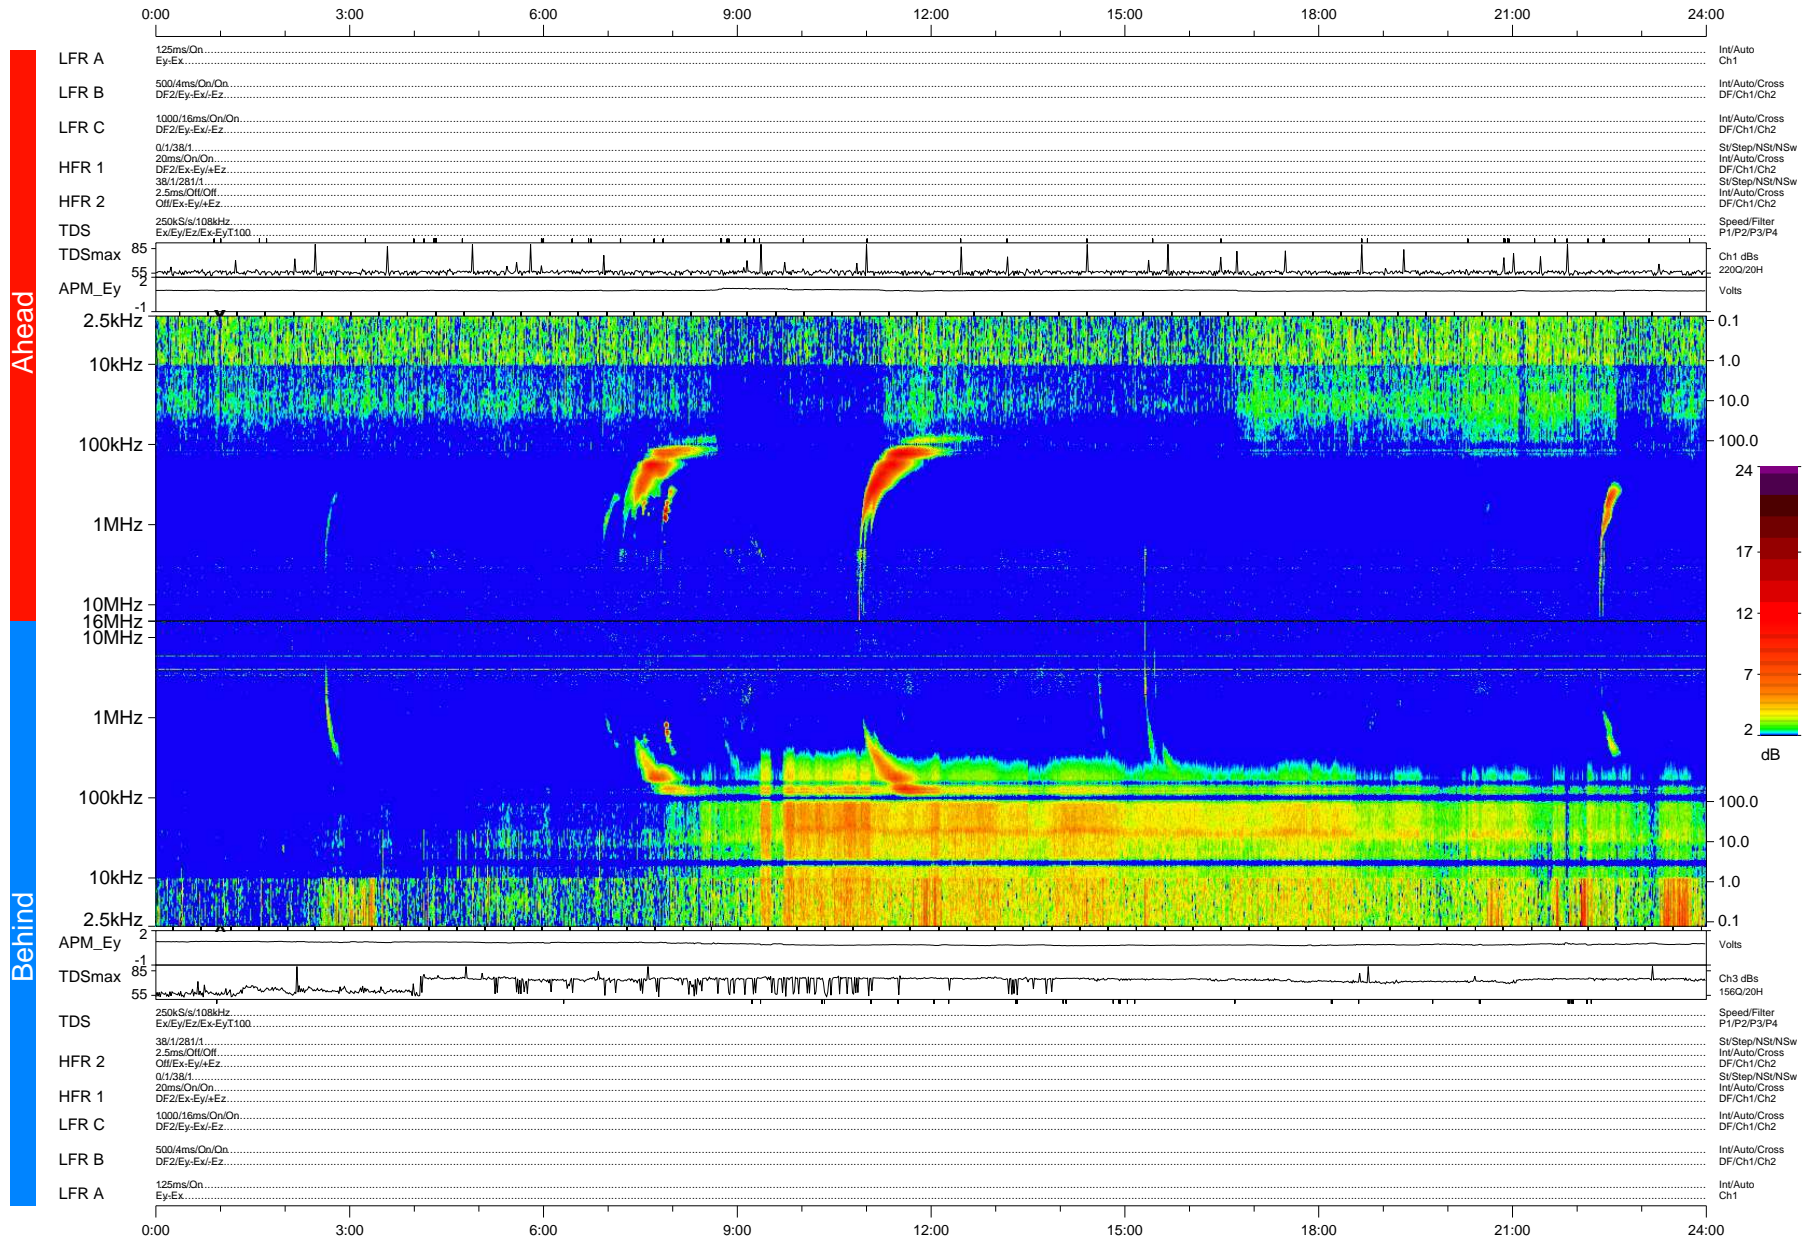 0:00 3:00 6:00 9:00 12:00 15:00 18:00 21:00 24:00
Ahead
LFR A 125ms/On Int/Auto
Ey-Ex Ch1
LFR B 500/4ms/On/On Int/Auto/Cross
DF2/Ey-Ex/-Ez DF/Ch1/Ch2
LFR C 1000/16ms/On/On Int/Auto/Cross
DF2/Ey-Ex/-Ez DF/Ch1/Ch2
0/1/38/1 St/Step/NSt/NSw
HFR 1 20ms/On/On Int/Auto/Cross
DF2/Ex-Ey/+Ez DF/Ch1/Ch2
38/1/281/1 St/Step/NSt/NSw
HFR 2 2.5ms/Off/Off Int/Auto/Cross
Off/Ex-Ey/+Ez DF/Ch1/Ch2
TDS 250kS/s/108kHz Speed/Filter
Ex/Ey/Ez/Ex-EyT100 P1/P2/P3/P4
TDSmax 85 Ch1 dBs
55 220Q/20H
APM_Ey 2 Volts
-1
2.5kHz 0.1
10kHz 1.0
10.0
100kHz 100.0
1MHz
10MHz
16MHz
24
17
12
7
2
dB
Behind
10MHz
1MHz
100kHz 100.0
10.0
10kHz 1.0
2.5kHz 0.1
APM_Ey 2 Volts
-1
TDSmax 85 Ch3 dBs
55 156Q/20H
TDS 250kS/s/108kHz Speed/Filter
Ex/Ey/Ez/Ex-EyT100 P1/P2/P3/P4
38/1/281/1 St/Step/NSt/NSw
HFR 2 2.5ms/Off/Off Int/Auto/Cross
Off/Ex-Ey/+Ez DF/Ch1/Ch2
0/1/38/1 St/Step/NSt/NSw
HFR 1 20ms/On/On Int/Auto/Cross
DF2/Ex-Ey/+Ez DF/Ch1/Ch2
LFR C 1000/16ms/On/On Int/Auto/Cross
DF2/Ey-Ex/-Ez DF/Ch1/Ch2
LFR B 500/4ms/On/On Int/Auto/Cross
DF2/Ey-Ex/-Ez DF/Ch1/Ch2
LFR A 125ms/On Int/Auto
Ey-Ex Ch1
0:00 3:00 6:00 9:00 12:00 15:00 18:00 21:00 24:00